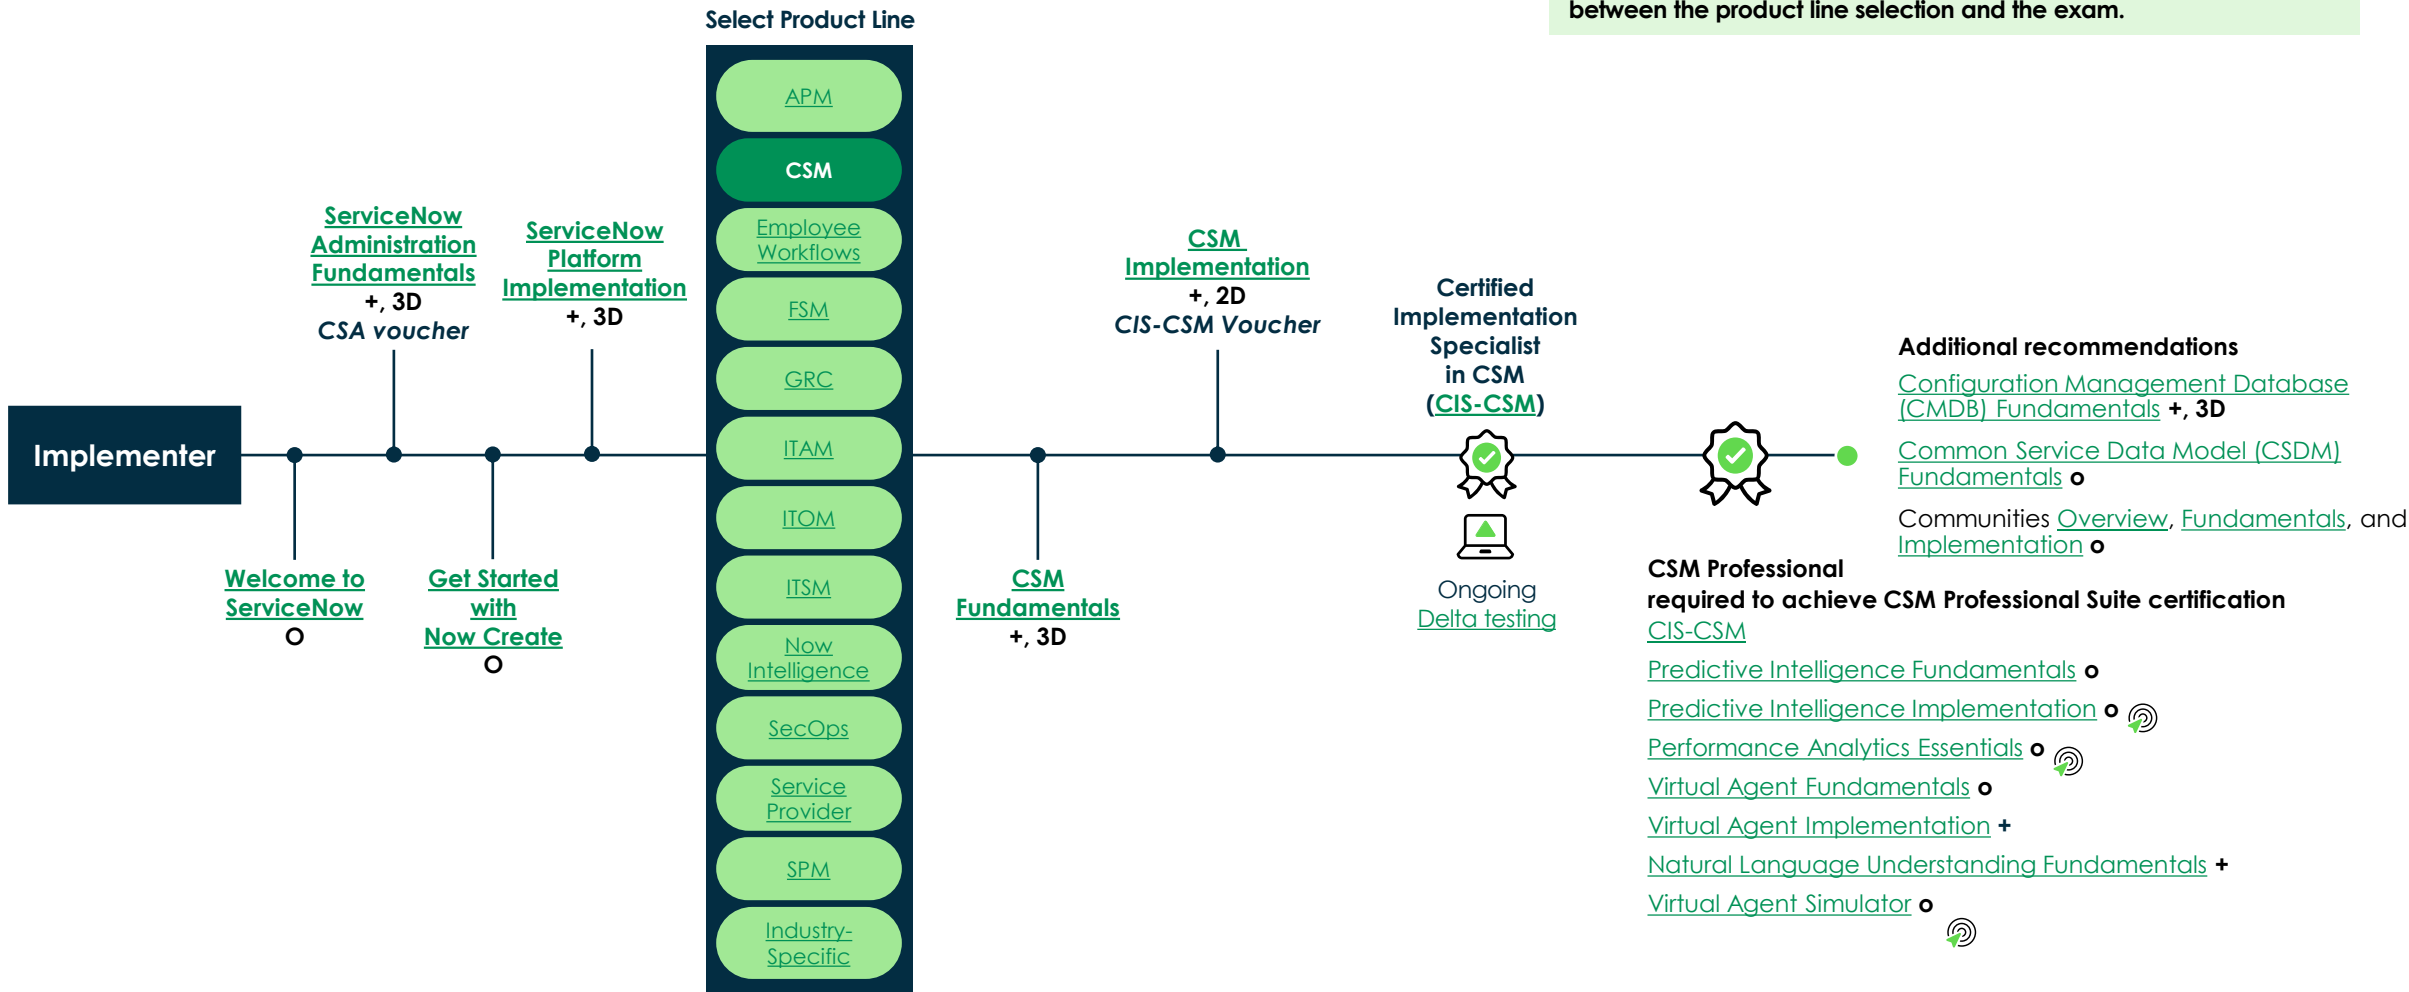 between the product line selection and the exam.
Select Product Line
APM
CSM
Employee
Workflows
FSM
GRC
ITAM
ITOM
ITSM
Now
Intelligence
SecOps
Service
Provider
SPM
Industry-
Specific
Implementer
Welcome to
ServiceNow
O
ServiceNow
Administration
Fundamentals
+, 3D
CSA voucher
Get Started
with
Now Create
O
ServiceNow
Platform
Implementation
+, 3D
CSM
Fundamentals
+, 3D
CSM
Implementation
+, 2D
CIS-CSM Voucher
Certified
Implementation
Specialist
in CSM
(CIS-CSM)
Ongoing
Delta testing
Additional recommendations
Configuration Management Database
(CMDB) Fundamentals +, 3D
Common Service Data Model (CSDM)
Fundamentals o
Communities Overview, Fundamentals, and
Implementation o
CSM Professional
required to achieve CSM Professional Suite certification
CIS-CSM
Predictive Intelligence Fundamentals o
Predictive Intelligence Implementation o
Performance Analytics Essentials o
Virtual Agent Fundamentals o
Virtual Agent Implementation +
Natural Language Understanding Fundamentals +
Virtual Agent Simulator o